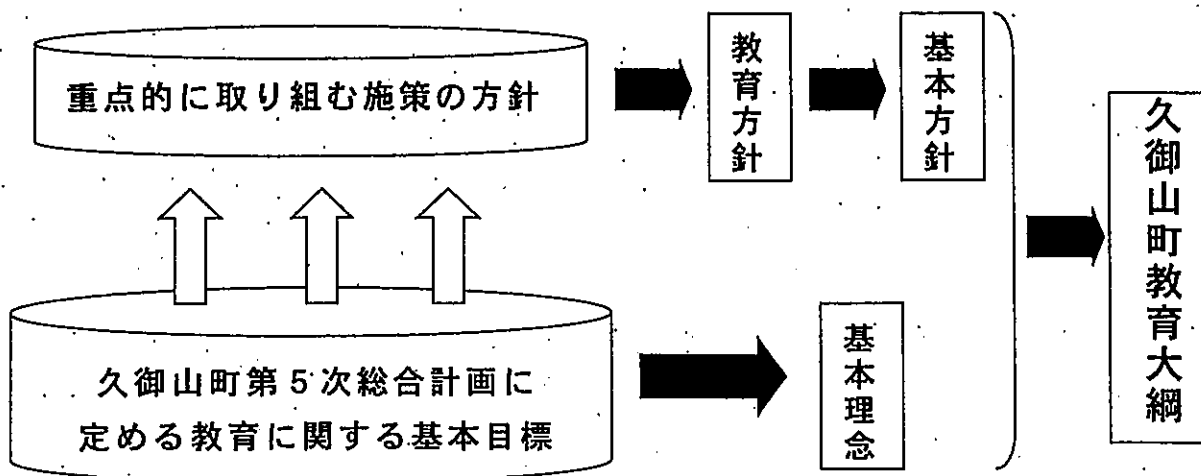 重点的に取り組む施策の方針
教育方針
基本方針
久御山町第5次総合計画に
定める教育に関する基本目標
基本理念
久御山町教育大綱